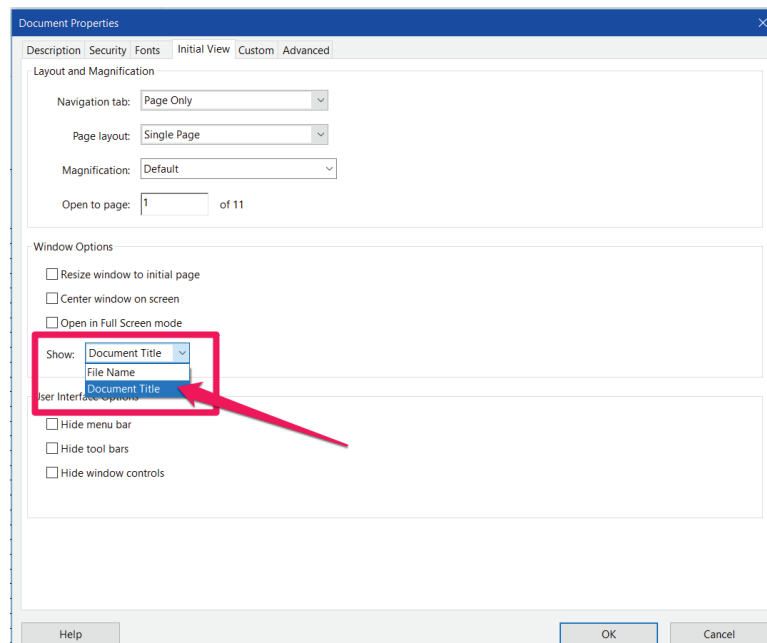 Document Properties
Description Security Fonts Initial View Custom Advanced
Layout and Magnification
Navigation tab: Page Only
Page layout: Single Page
Magnification: Default
Open to page: 1 of 11
Window Options
Resize window to initial page
Center window on screen
Open in Full Screen mode
Show: Document Title
File Name
Document Title
User Interface Options
Hide menu bar
Hide tool bars
Hide window controls
Help OK Cancel